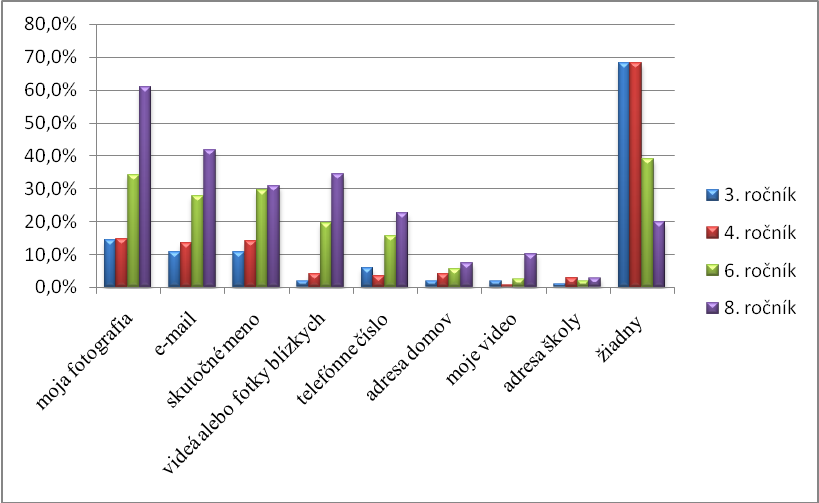 80,0%
70,0%
60,0%
50,0%
40,0%
30,0%
20,0%
10,0%
0,0%
moja fotografia
e-mail
skutočné meno
videá alebo fotky blízkych
telefónne číslo
adresa domov
moje video
adresa školy
žiadny
3. ročník
4. ročník
6. ročník
8. ročník